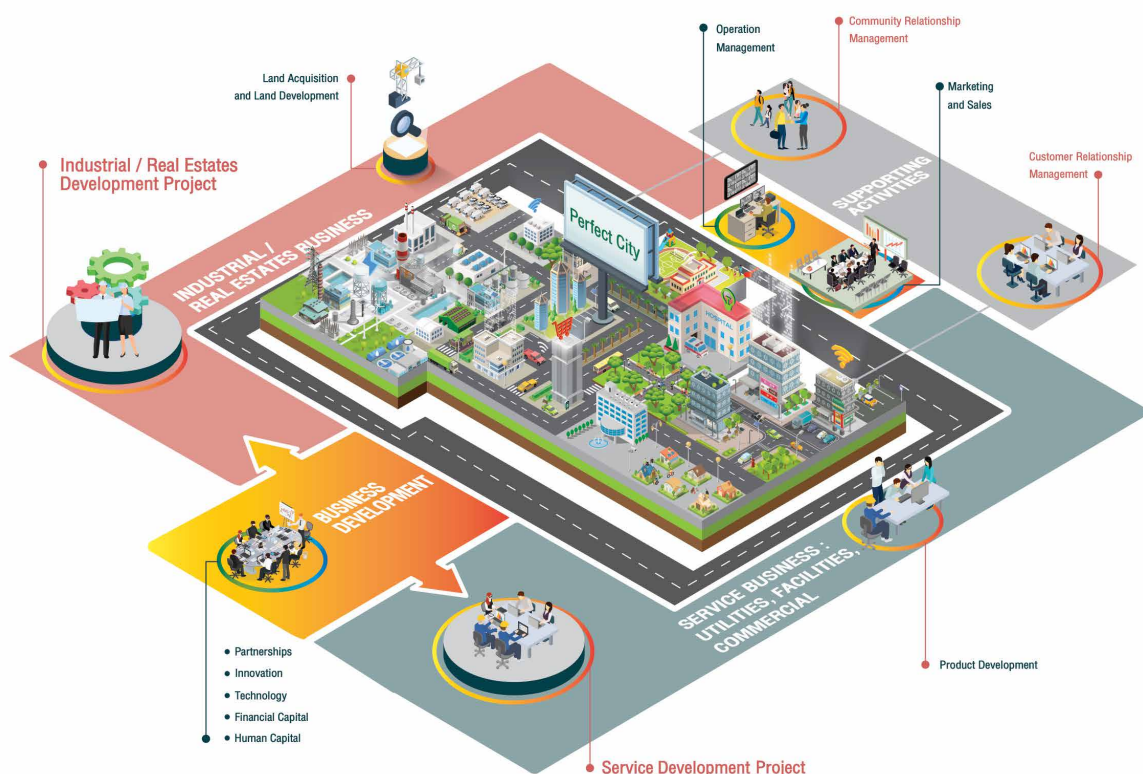 Operation
Management
Community Relationship
Management
Land Acquisition
and Land Development
Marketing
and Sales
Industrial / Real Estates
Development Project
Customer Relationship
Management
SUPPORTING
ACTIVITIES
INDUSTRIAL /
REAL ESTATES BUSINESS
Perfect City
HOSPITAL
BUSINESS
DEVELOPMENT
SERVICE BUSINESS :
UTILITIES, FACILITIES,
COMMERCIAL
• Partnerships
• Innovation
• Technology
• Financial Capital
• Human Capital
Product Development
Service Development Project